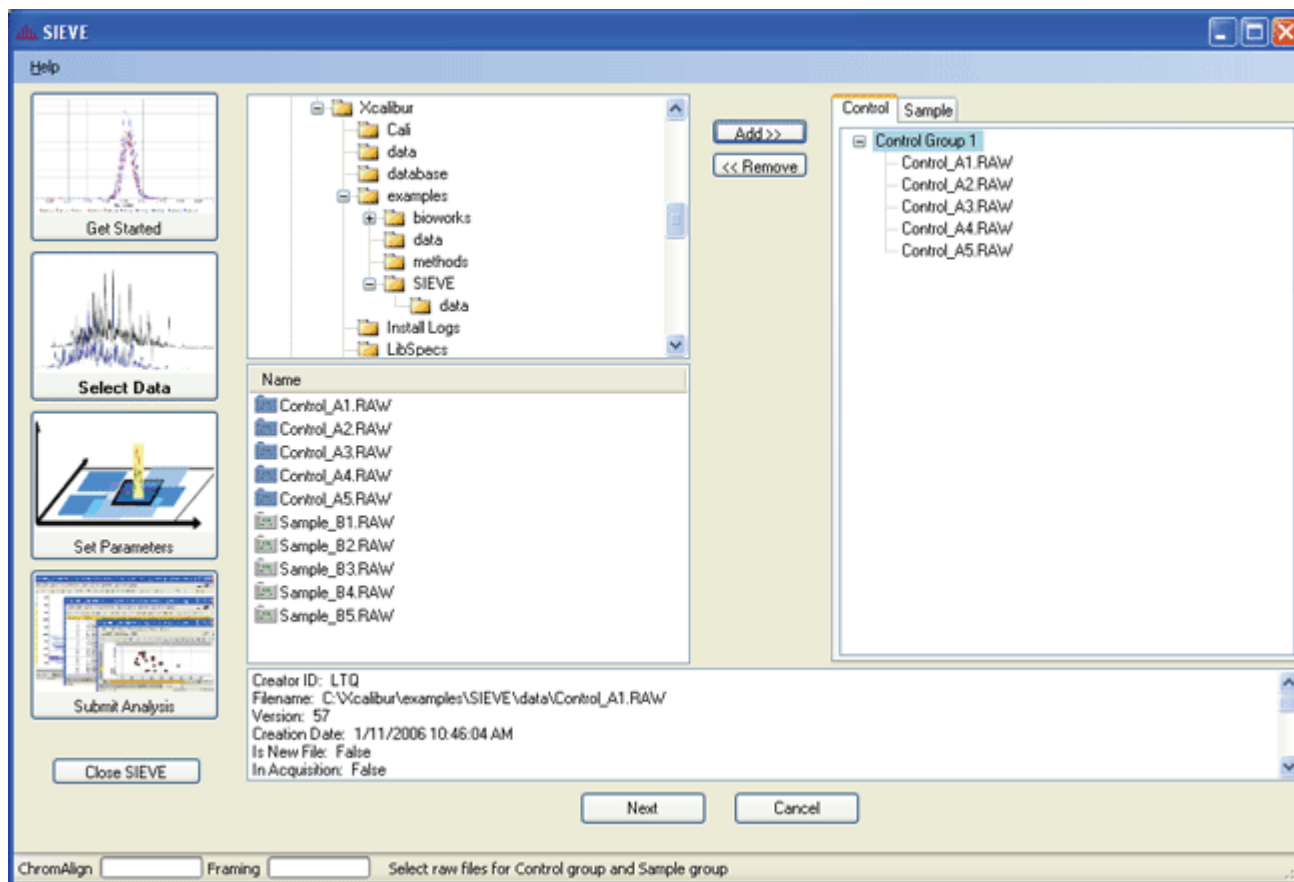 SIEVE
Help
Get Started
Select Data
Set Parameters
Submit Analysis
Close SIEVE
Xcalibur
Cali
data
database
examples
bioworks
data
methods
SIEVE
data
Install Logs
LibSpecs
Name
Control_A1.RAW
Control_A2.RAW
Control_A3.RAW
Control_A4.RAW
Control_A5.RAW
Sample_B1.RAW
Sample_B2.RAW
Sample_B3.RAW
Sample_B4.RAW
Sample_B5.RAW
Add >>
<< Remove
Control Sample
Control Group 1
Control_A1.RAW
Control_A2.RAW
Control_A3.RAW
Control_A4.RAW
Control_A5.RAW
Creator ID: LTQ
Filename: C:\Xcalibur\examples\SIEVE\data\Control_A1.RAW
Version: 57
Creation Date: 1/11/2006 10:46:04 AM
Is New File: False
In Acquisition: False
Next Cancel
ChromAlign Framing Select raw files for Control group and Sample group